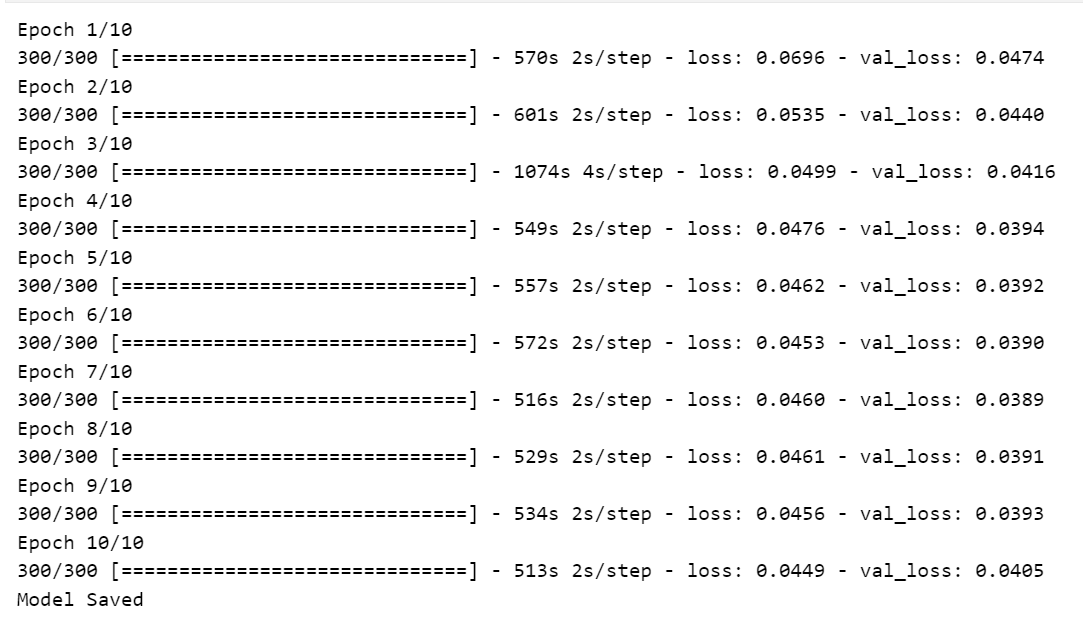 Epoch 1/10
300/300 [==============================] - 570s 2s/step - loss: 0.0696 - val_loss: 0.0474
Epoch 2/10
300/300 [==============================] - 601s 2s/step - loss: 0.0535 - val_loss: 0.0440
Epoch 3/10
300/300 [==============================] - 1074s 4s/step - loss: 0.0499 - val_loss: 0.0416
Epoch 4/10
300/300 [==============================] - 549s 2s/step - loss: 0.0476 - val_loss: 0.0394
Epoch 5/10
300/300 [==============================] - 557s 2s/step - loss: 0.0462 - val_loss: 0.0392
Epoch 6/10
300/300 [==============================] - 572s 2s/step - loss: 0.0453 - val_loss: 0.0390
Epoch 7/10
300/300 [==============================] - 516s 2s/step - loss: 0.0460 - val_loss: 0.0389
Epoch 8/10
300/300 [==============================] - 529s 2s/step - loss: 0.0461 - val_loss: 0.0391
Epoch 9/10
300/300 [==============================] - 534s 2s/step - loss: 0.0456 - val_loss: 0.0393
Epoch 10/10
300/300 [==============================] - 513s 2s/step - loss: 0.0449 - val_loss: 0.0405
Model Saved